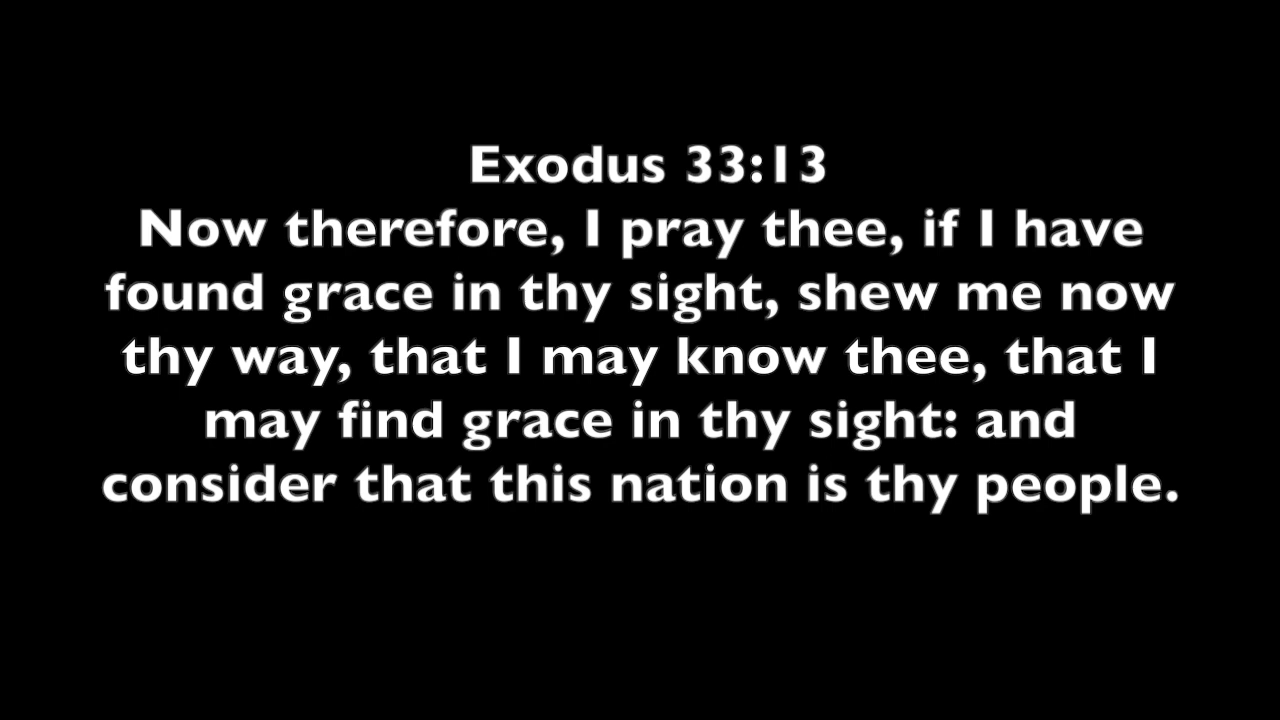 Exodus 33:13
Now therefore, I pray thee, if I have
found grace in thy sight, shew me now
thy way, that I may know thee, that I
may find grace in thy sight: and
consider that this nation is thy people.